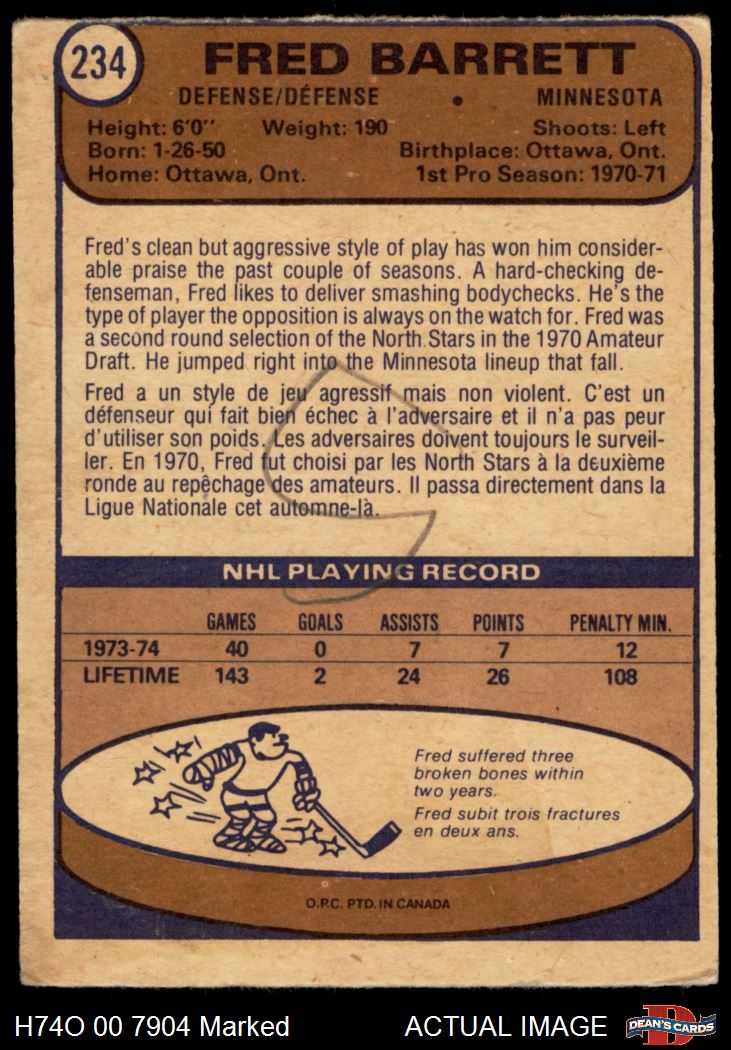 234
FRED BARRETT
DEFENSE/DÉFENSE • MINNESOTA
Height: 6'0'' Weight: 190 Shoots: Left
Born: 1-26-50 Birthplace: Ottawa, Ont.
Home: Ottawa, Ont. 1st Pro Season: 1970-71
Fred's clean but aggressive style of play has won him consider-
able praise the past couple of seasons. A hard-checking de-
fenseman, Fred likes to deliver smashing bodychecks. He's the
type of player the opposition is always on the watch for. Fred was
a second round selection of the North Stars in the 1970 Amateur
Draft. He jumped right into the Minnesota lineup that fall.
Fred a un style de jeu agressif mais non violent. C'est un
défenseur qui fait bien échec à l'adversaire et il n'a pas peur
d'utiliser son poids. Les adversaires doivent toujours le surveil-
ler. En 1970, Fred fut choisi par les North Stars à la deuxième
ronde au repêchage des amateurs. Il passa directement dans la
Ligue Nationale cet automne-là.
NHL PLAYING RECORD
GAMES GOALS ASSISTS POINTS PENALTY MIN.
1973-74 40 0 7 7 12
LIFETIME 143 2 24 26 108
Fred suffered three
broken bones within
two years.
Fred subit trois fractures
en deux ans.
O.P.C. PTD. IN CANADA
H74O 00 7904 Marked ACTUAL IMAGE DEAN'S CARDS